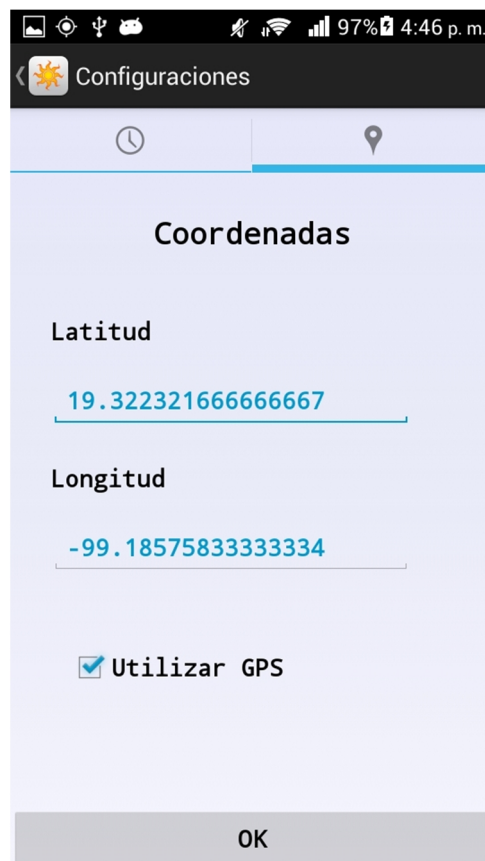 97% 4:46 p. m.
Configuraciones
Coordenadas
Latitud
19.322321666666667
Longitud
-99.18575833333334
Utilizar GPS
OK